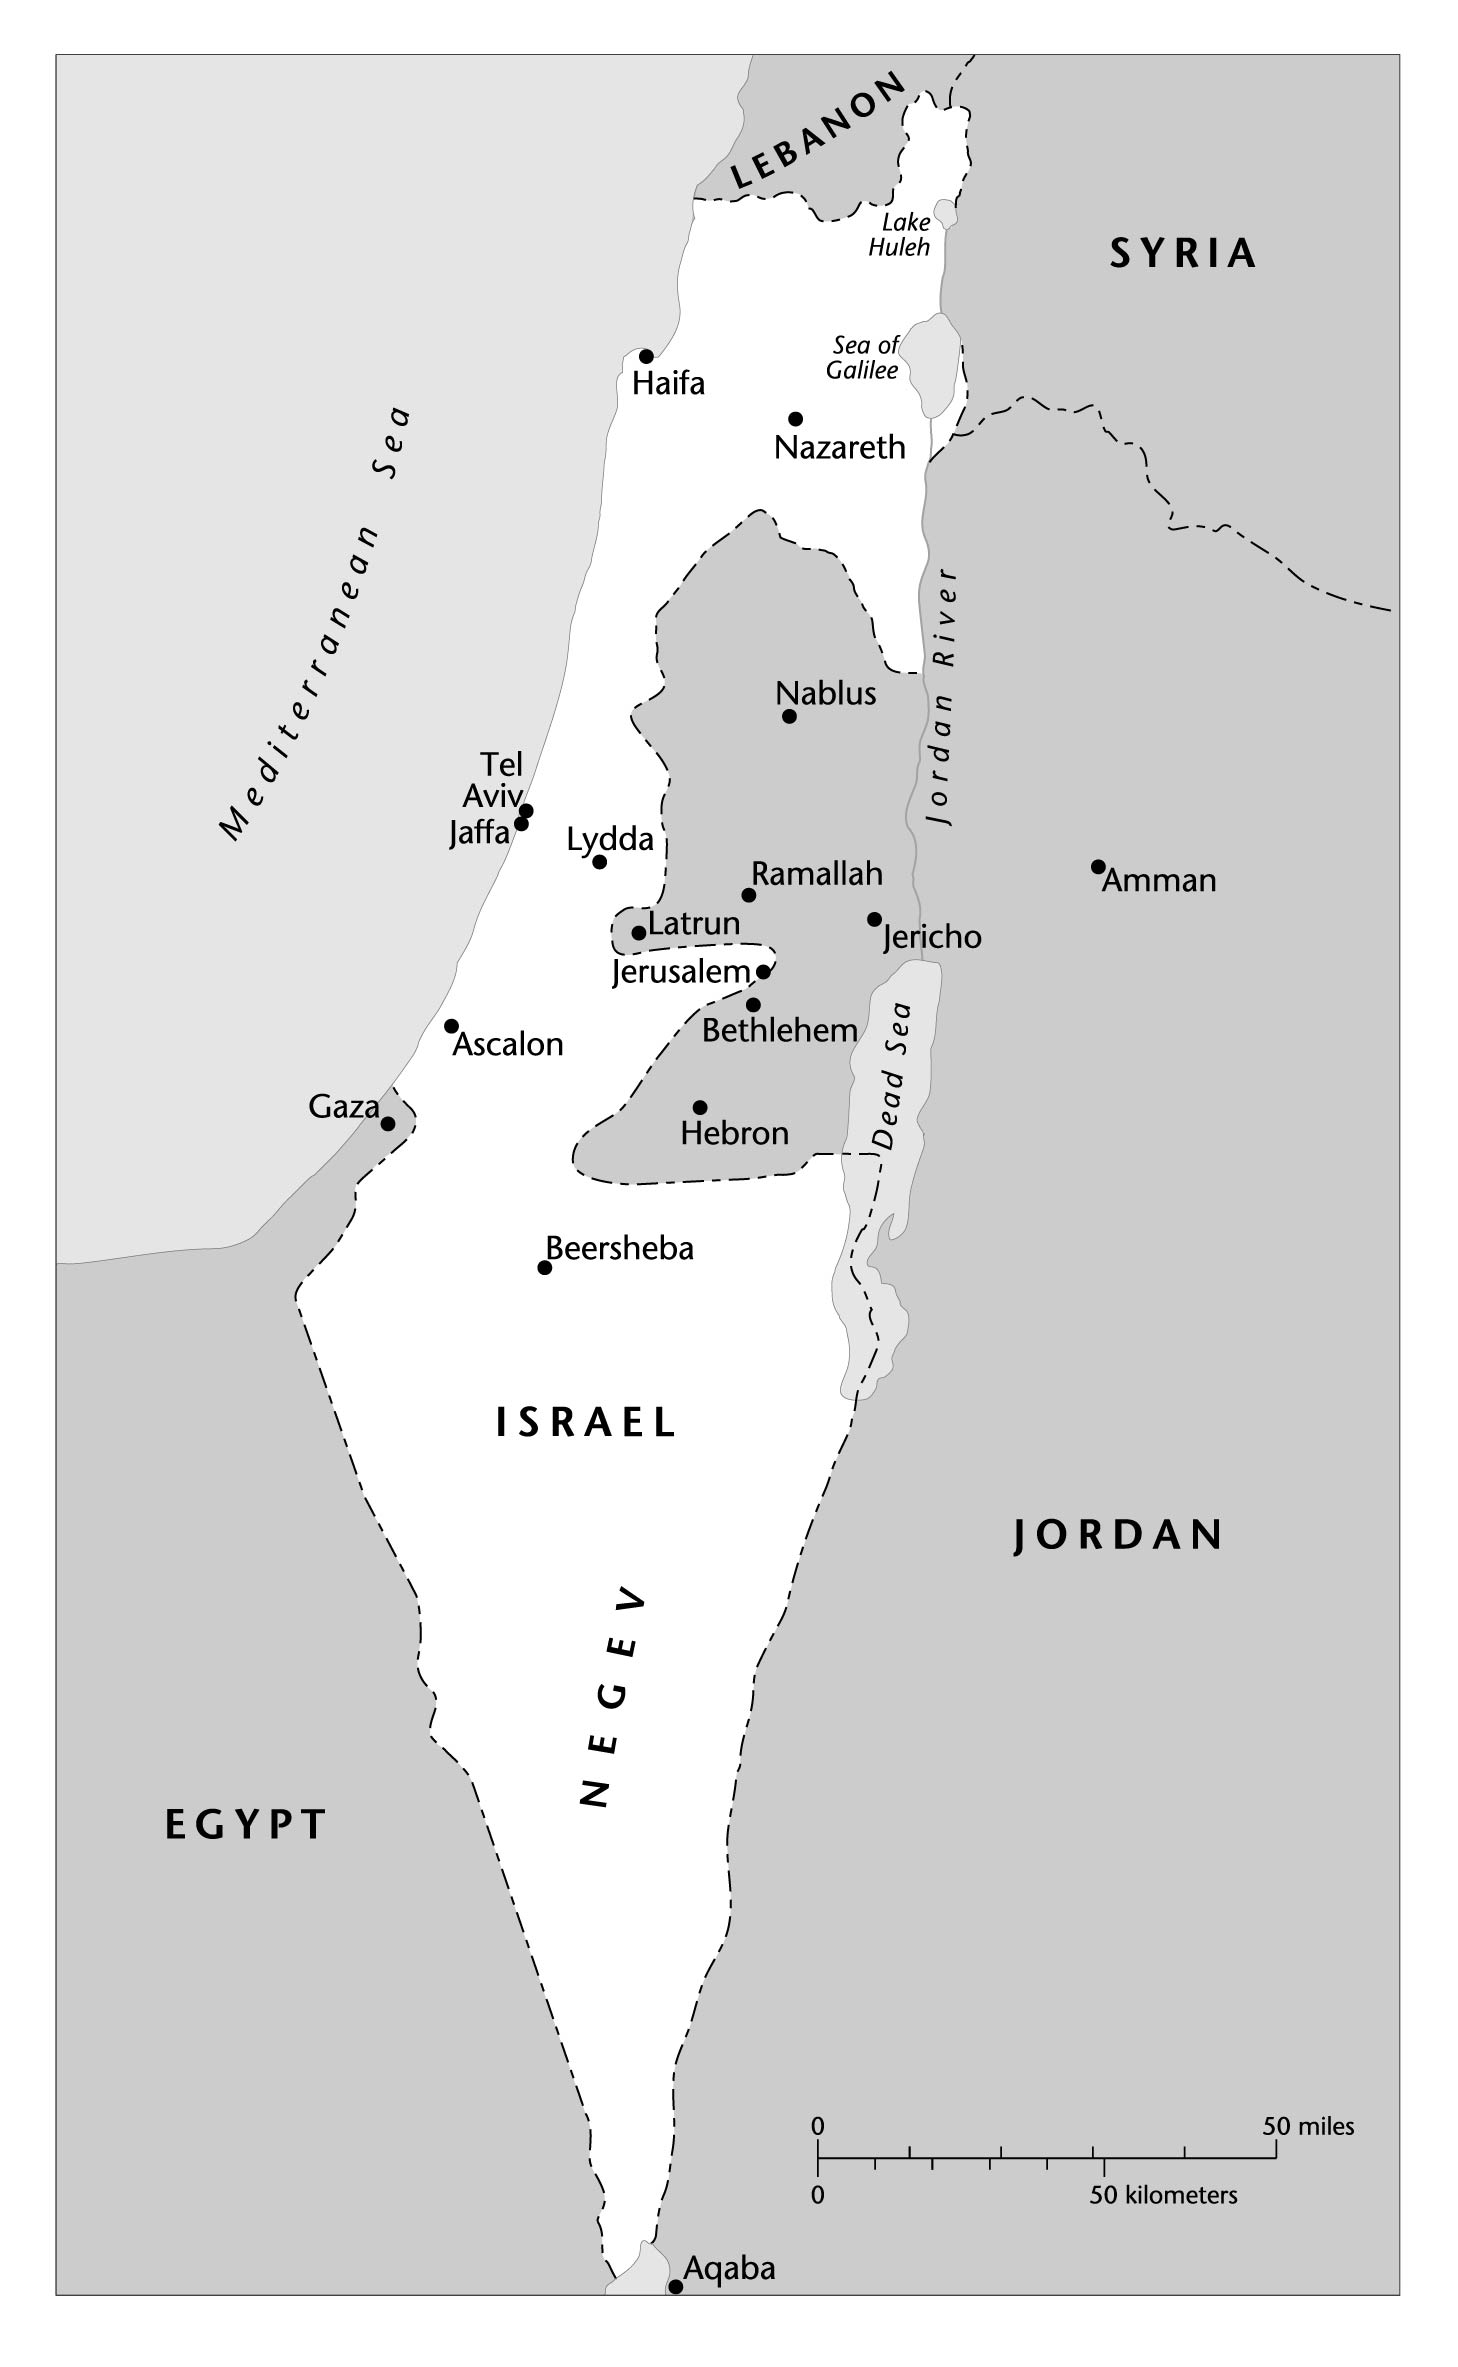 LEBANON
Lake
Huleh
SYRIA
Sea of
Galilee
Haifa
Nazareth
Mediterranean Sea
Jordan River
Nablus
Tel
Aviv
Jaffa
Lydda
Ramallah
Amman
Latrun
Jericho
Jerusalem
Bethlehem
Dead Sea
Ascalon
Gaza
Hebron
Beersheba
ISRAEL
JORDAN
NEGEV
EGYPT
0 50 miles
0 50 kilometers
Aqaba